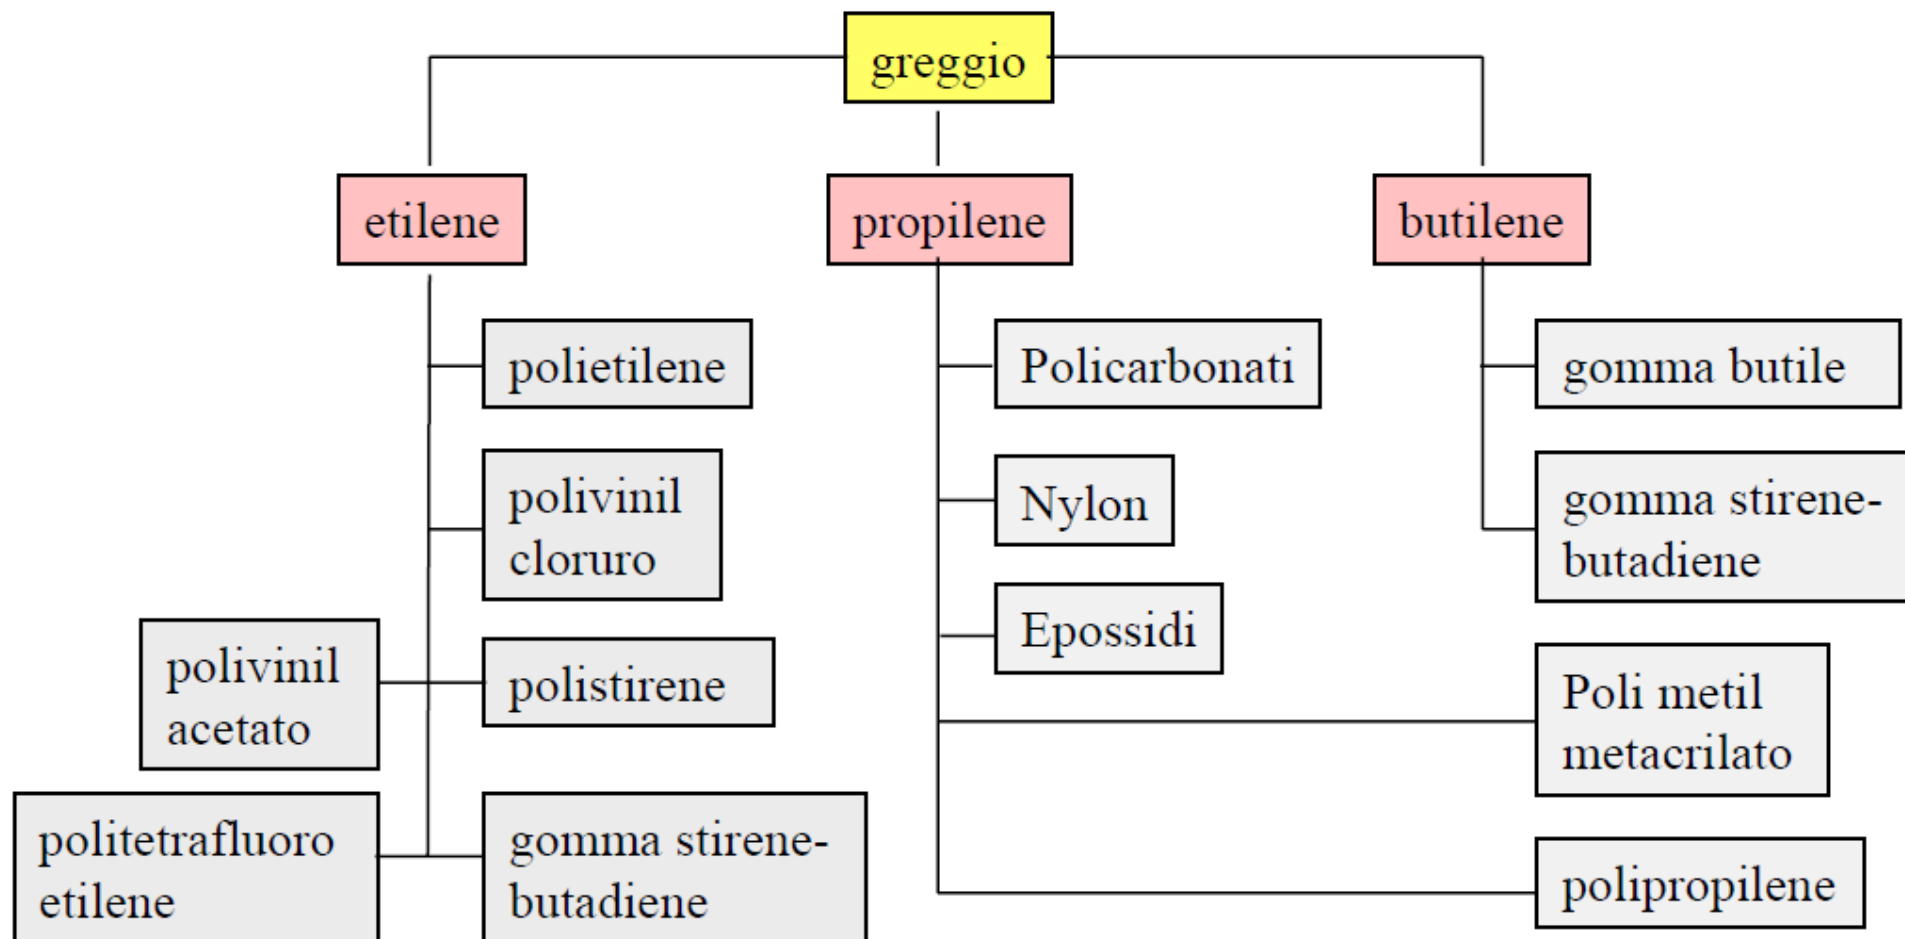 greggio
etilene
propilene
butilene
polietilene
Policarbonati
gomma butile
polivinil
cloruro
Nylon
gomma stirene-
butadiene
Epossidi
polivinil
acetato
polistirene
Poli metil
metacrilato
politetrafluoro
etilene
gomma stirene-
butadiene
polipropilene